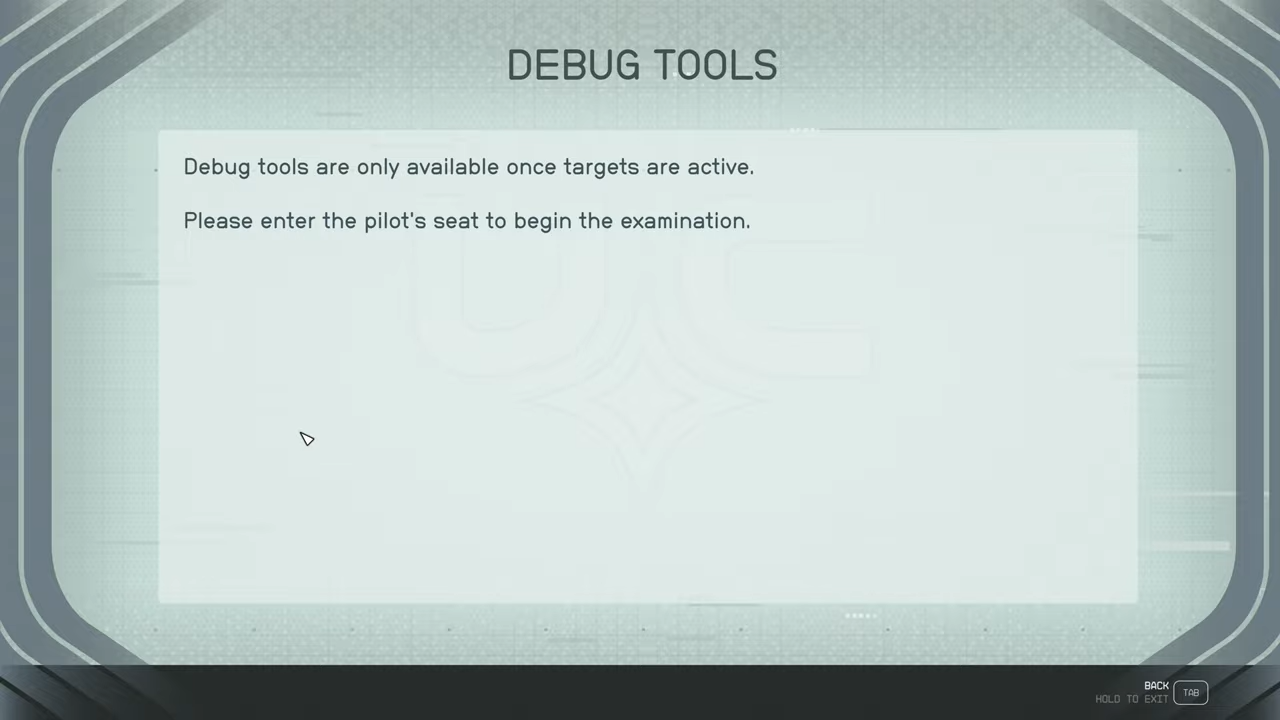 DEBUG TOOLS
Debug tools are only available once targets are active.
Please enter the pilot's seat to begin the examination.
UC
BACK
HOLD TO EXIT
TAB